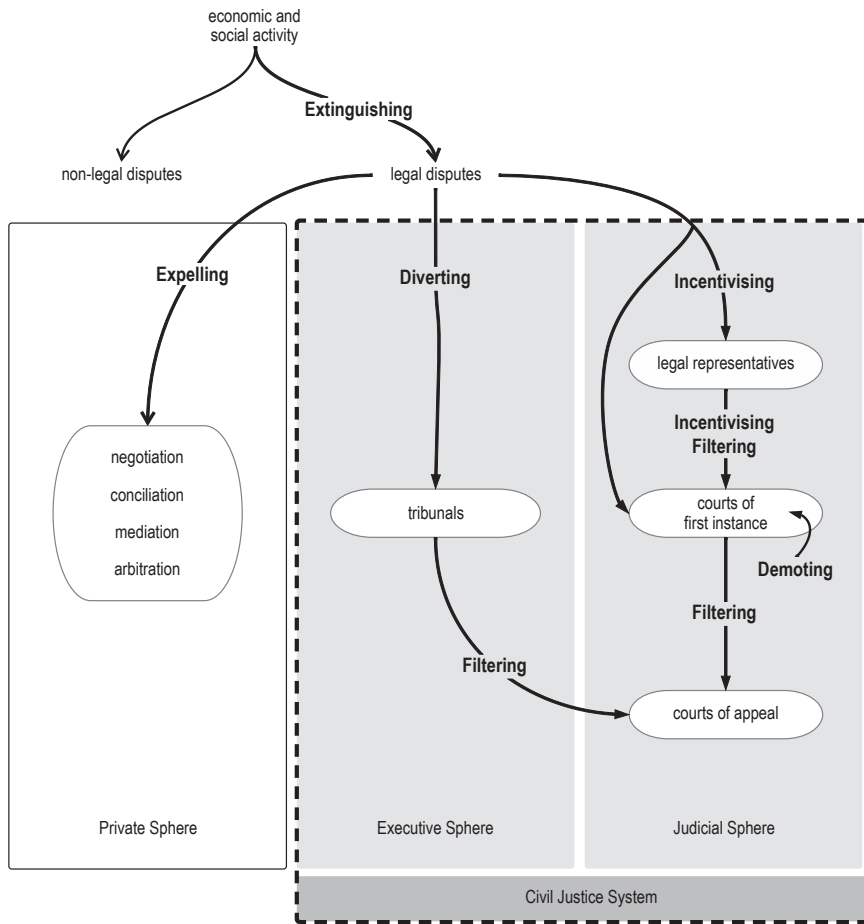 economic and
social activity
Extinguishing
non-legal disputes
legal disputes
Expelling
Diverting
Incentivising
legal representatives
Incentivising
Filtering
negotiation
conciliation
mediation
arbitration
tribunals
courts of
first instance
Demoting
Filtering
Filtering
courts of appeal
Private Sphere
Executive Sphere
Judicial Sphere
Civil Justice System